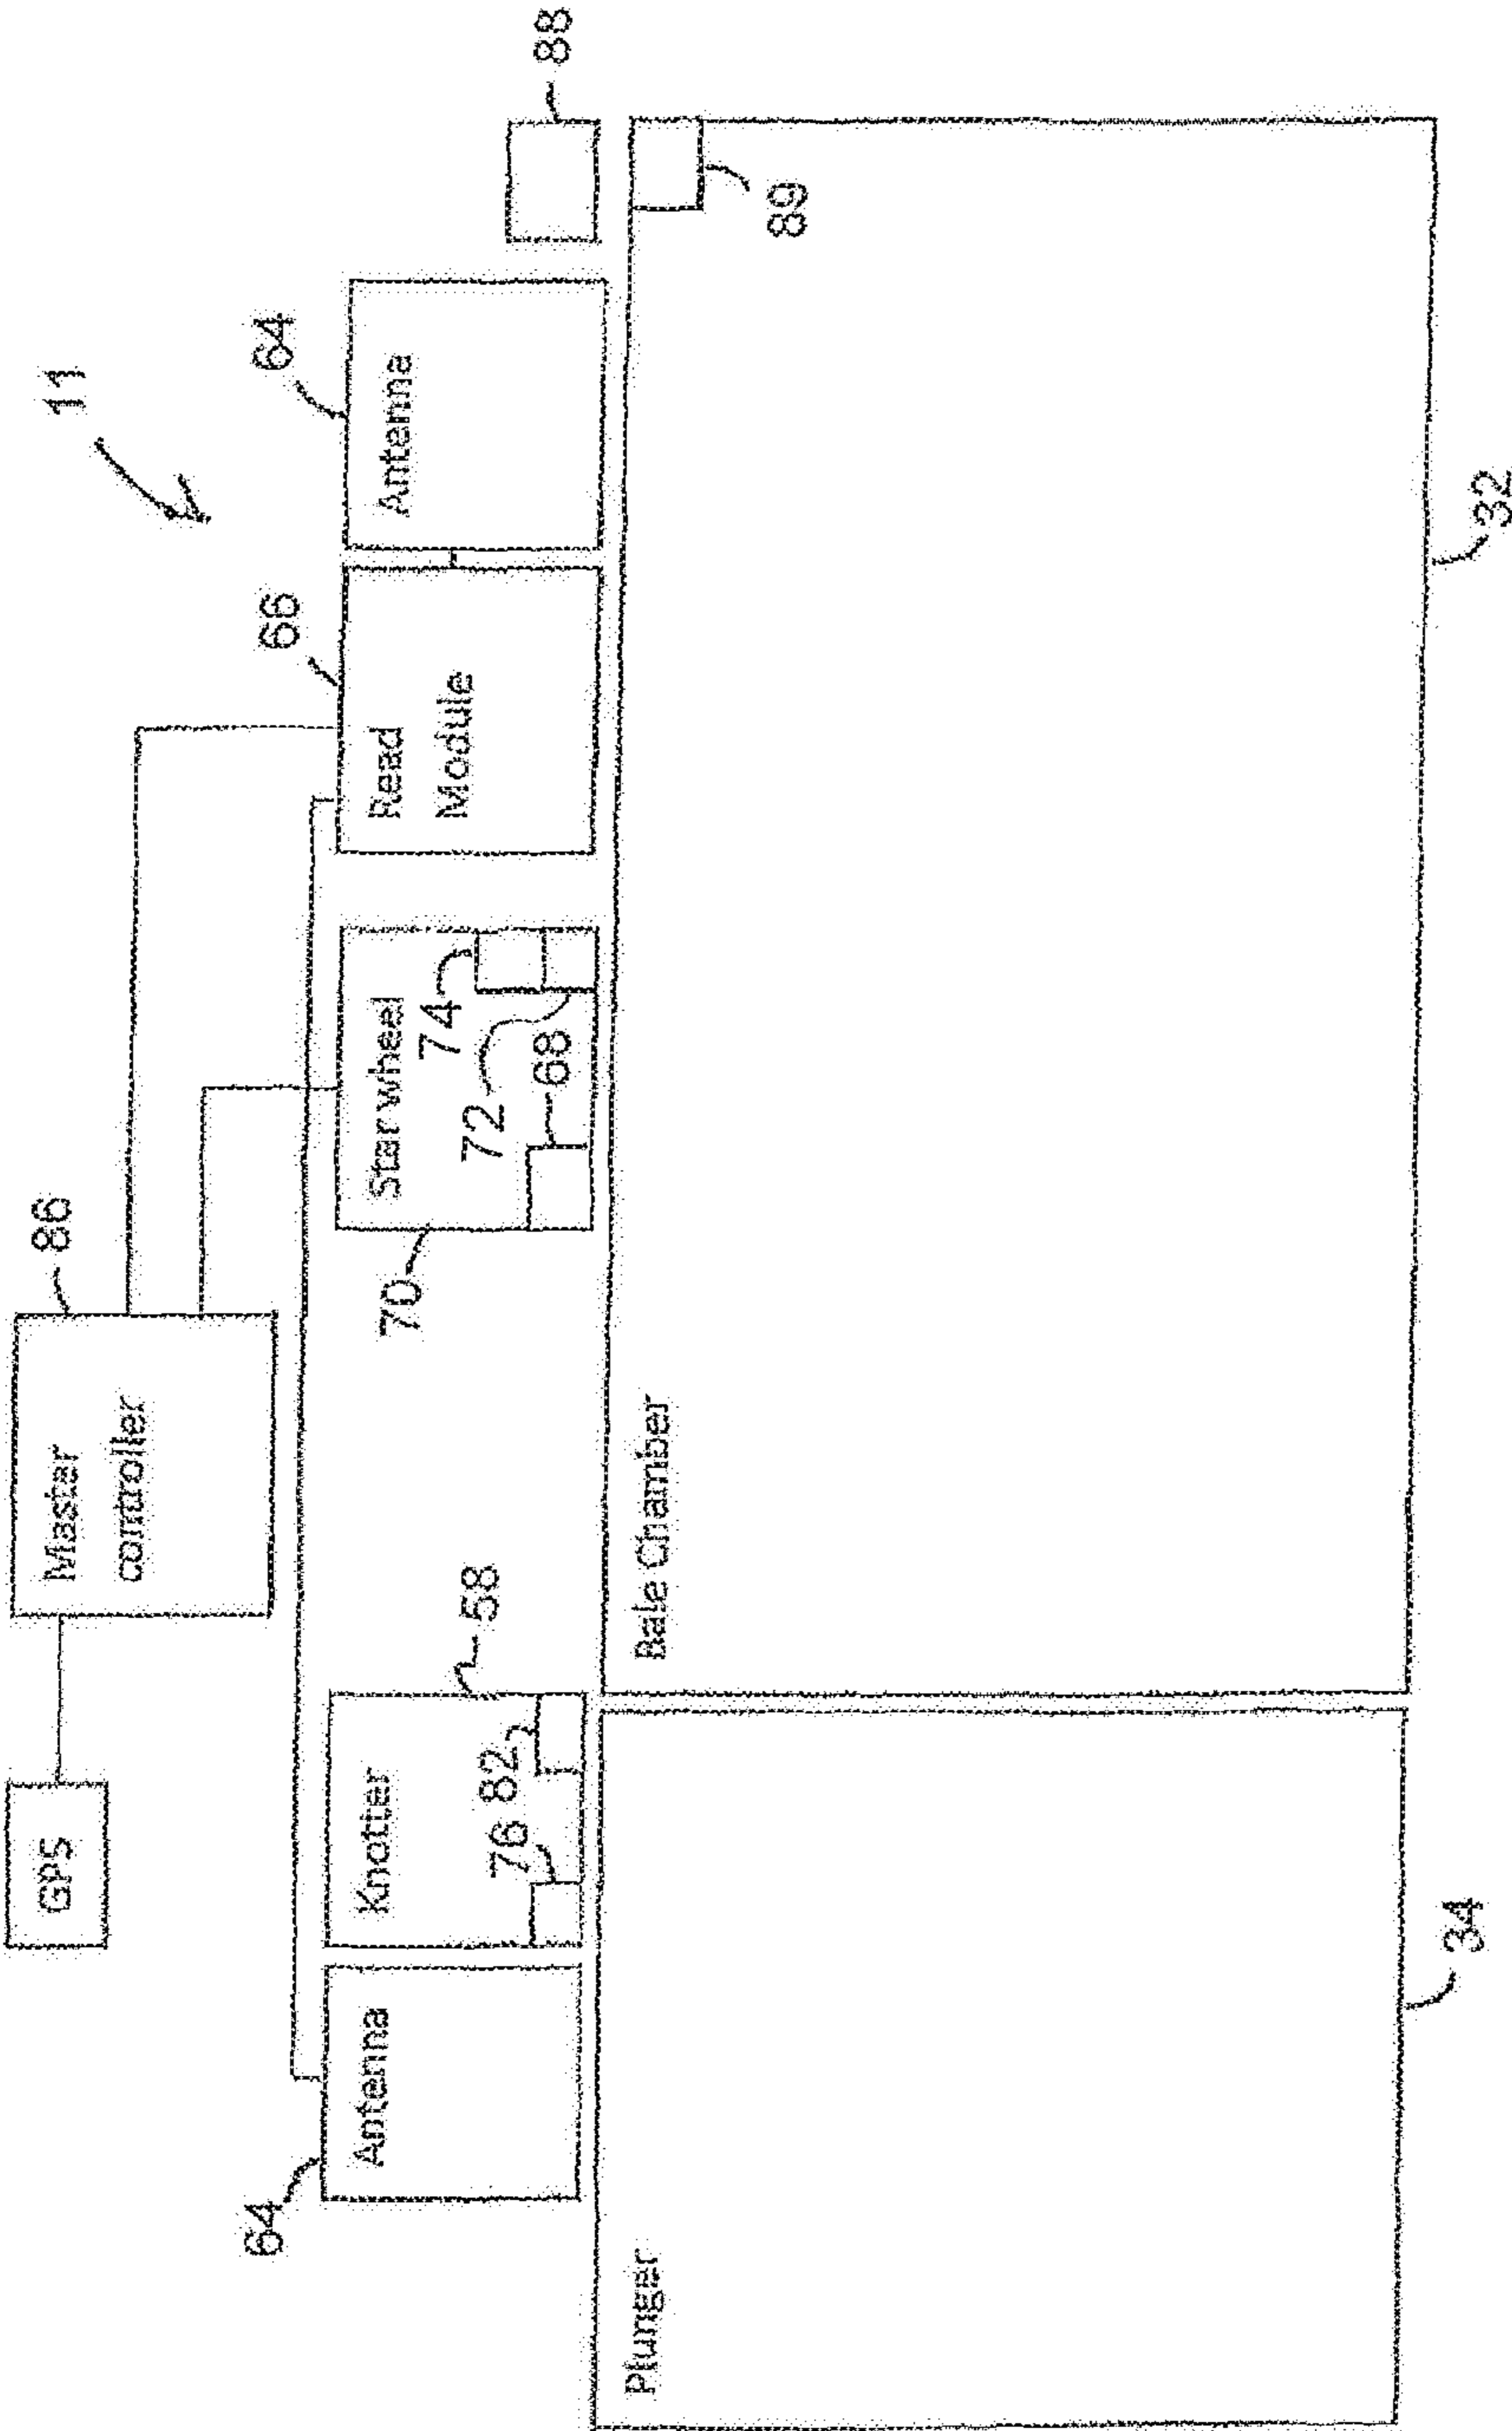 11
GPS
Master
controller
86
64
Antenna
Knotter
58
76
82
70
Star wheel
74
72
68
66
Read
Module
64
Antenna
88
89
Plunger
34
Bale Chamber
32